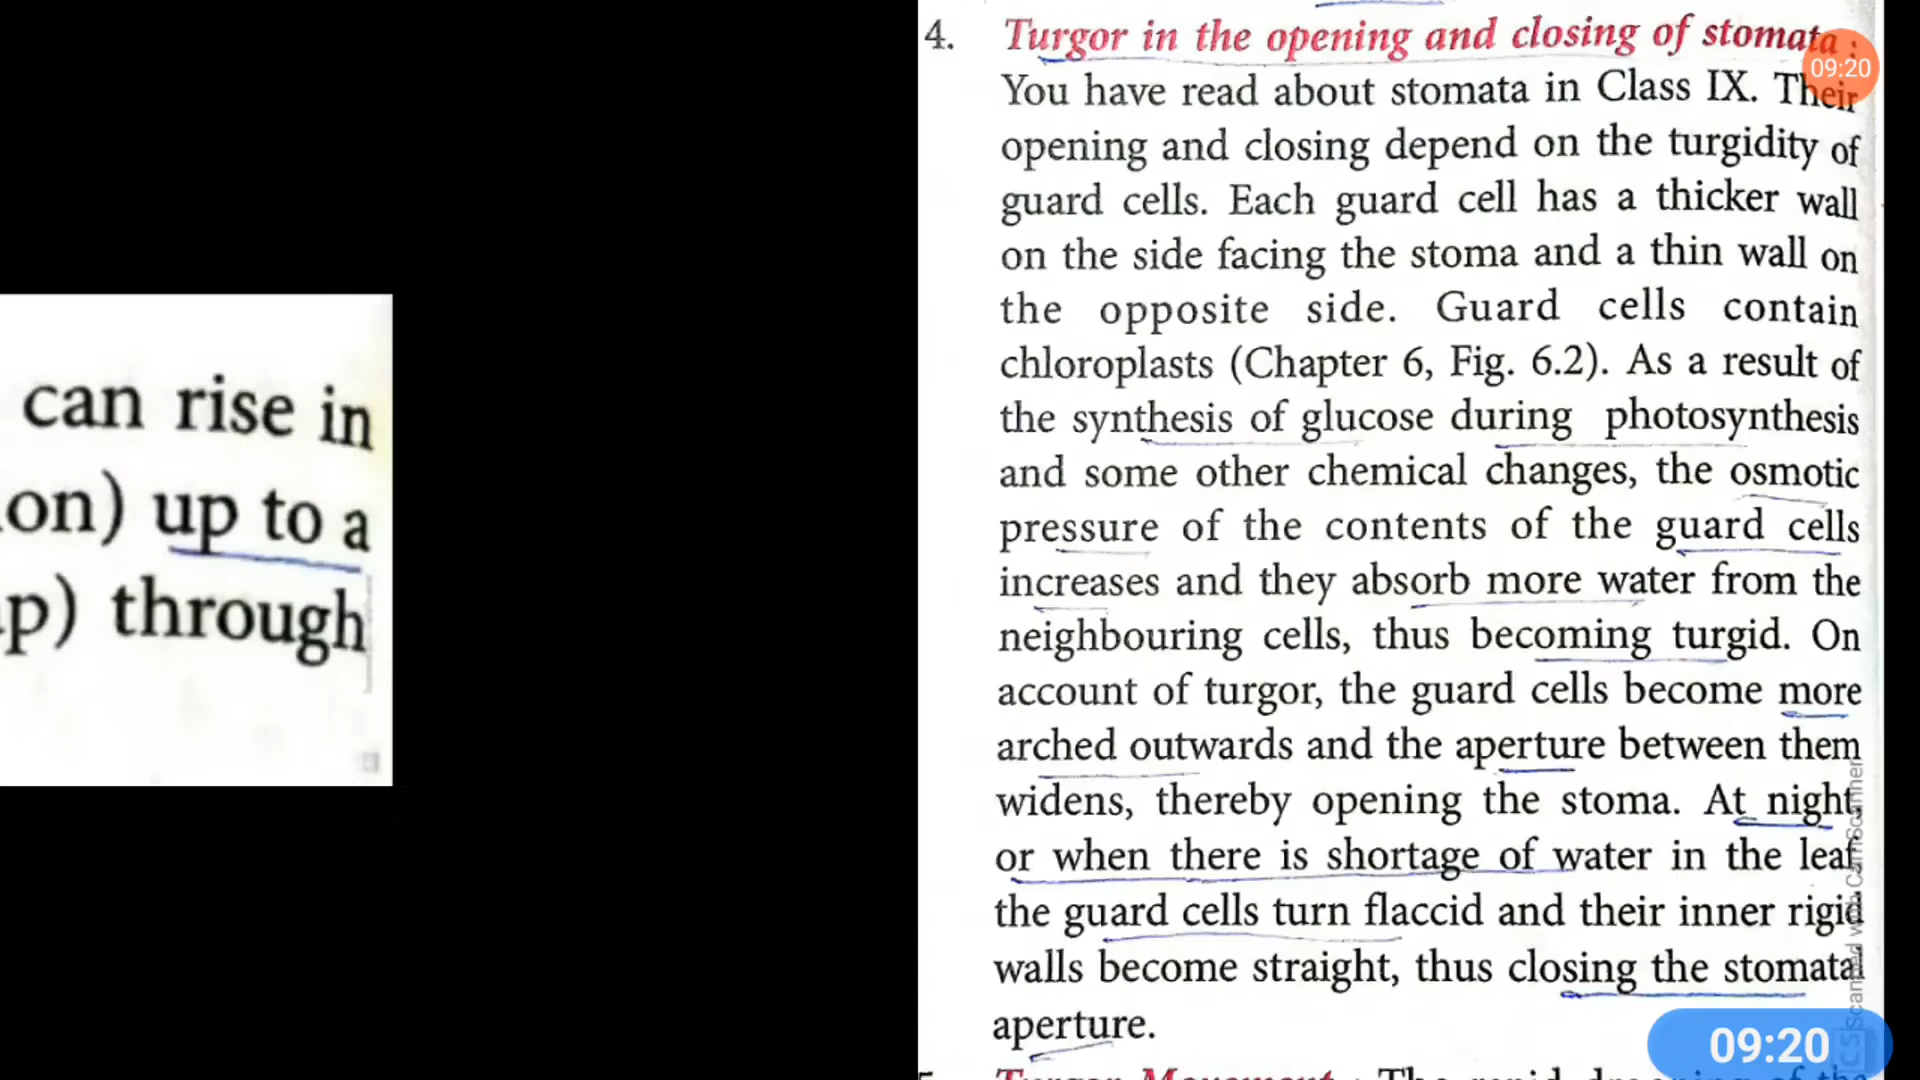 can rise in
on) up to a
p) through
4. Turgor in the opening and closing of stomata :
You have read about stomata in Class IX. Their
opening and closing depend on the turgidity of
guard cells. Each guard cell has a thicker wall
on the side facing the stoma and a thin wall on
the opposite side. Guard cells contain
chloroplasts (Chapter 6, Fig. 6.2). As a result of
the synthesis of glucose during photosynthesis
and some other chemical changes, the osmotic
pressure of the contents of the guard cells
increases and they absorb more water from the
neighbouring cells, thus becoming turgid. On
account of turgor, the guard cells become more
arched outwards and the aperture between them
widens, thereby opening the stoma. At night
or when there is shortage of water in the leaf
the guard cells turn flaccid and their inner rigid
walls become straight, thus closing the stomatal
aperture.
Turgor Movement : The rapid
09:20
09:20
CS Scanned with CamScanner